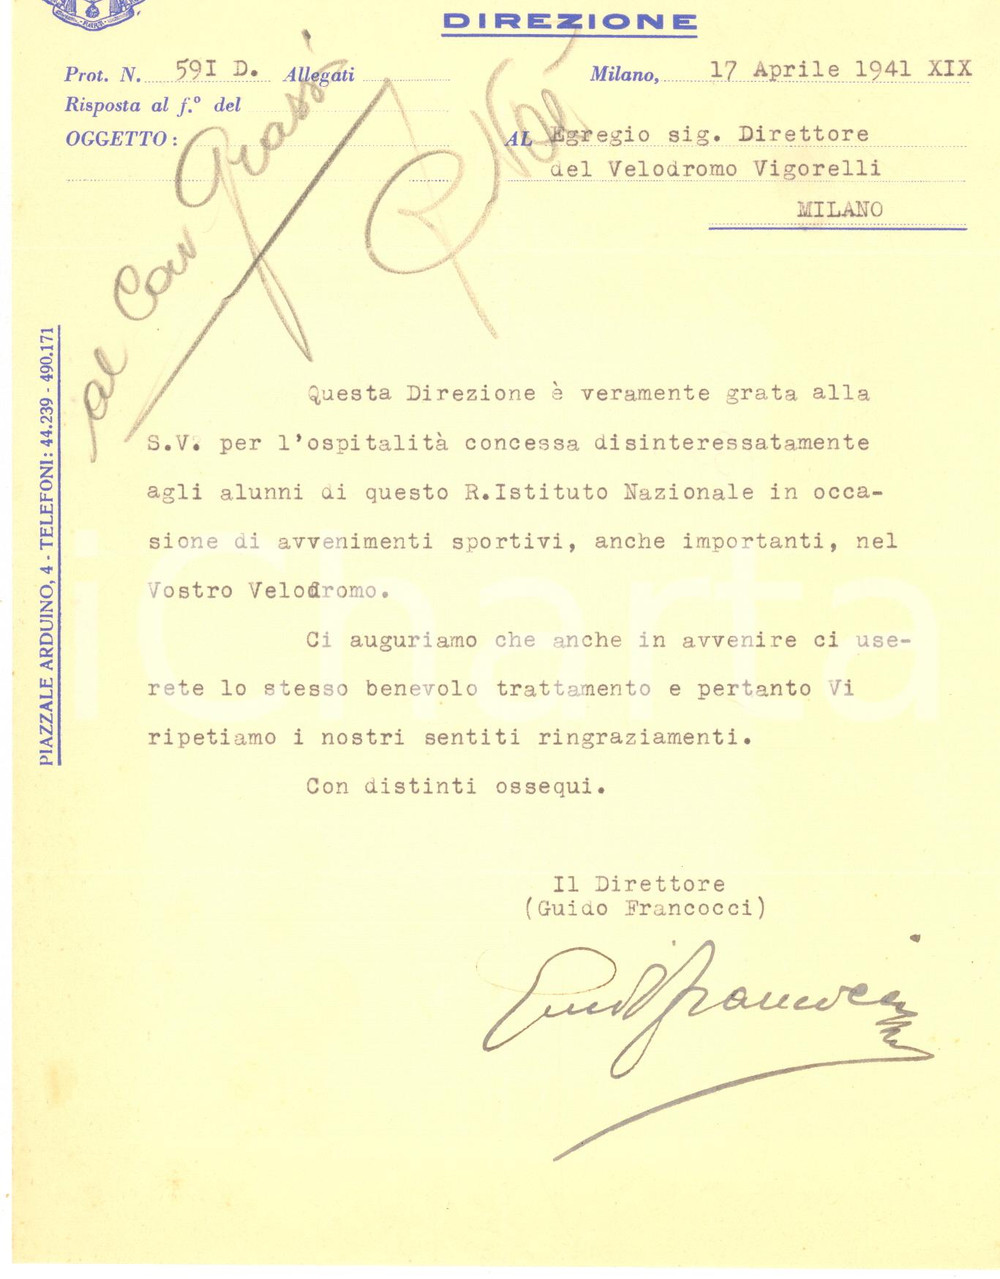 DIREZIONE
Prot. N. 591 D. Allegati
Milano, 17 Aprile 1941 XIX
Risposta al f.º del
OGGETTO:
AL Egregio sig. Direttore
del Velodromo Vigorelli
MILANO
al Cav Grassi
PIAZZALE ARDUINO, 4 - TELEFONI: 44.239 - 490.171
Questa Direzione è veramente grata alla
S.V. per l'ospitalità concessa disinteressatamente
agli alunni di questo R.Istituto Nazionale in occa-
sione di avvenimenti sportivi, anche importanti, nel
Vostro Velodromo.
Ci auguriamo che anche in avvenire ci use-
rete lo stesso benevolo trattamento e pertanto Vi
ripetiamo i nostri sentiti ringraziamenti.
Con distinti ossequi.
Il Direttore
(Guido Francocci)
Guido Francocci
iCharta